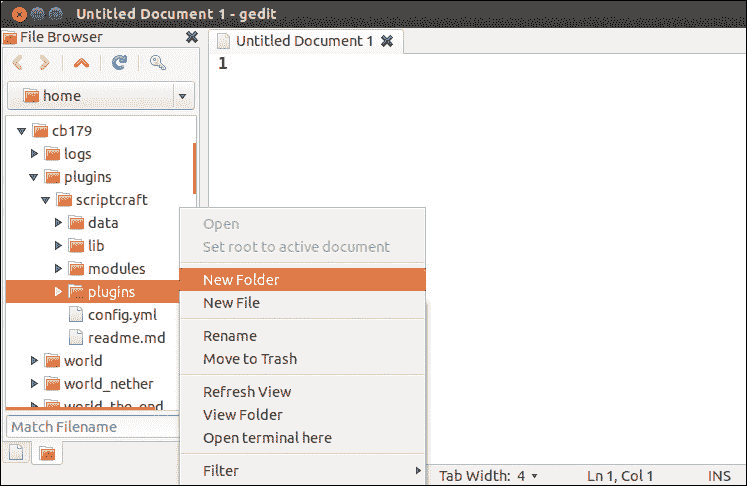 Untitled Document 1 - gedit
File Browser
Untitled Document 1
1
home
cb179
logs
plugins
scriptcraft
data
lib
modules
plugins
config.yml
readme.md
world
world_nether
world_the_end
Match Filename
Open
Set root to active document
New Folder
New File
Rename
Move to Trash
Refresh View
View Folder
Open terminal here
Filter
Tab Width: 4
Ln 1, Col 1
INS